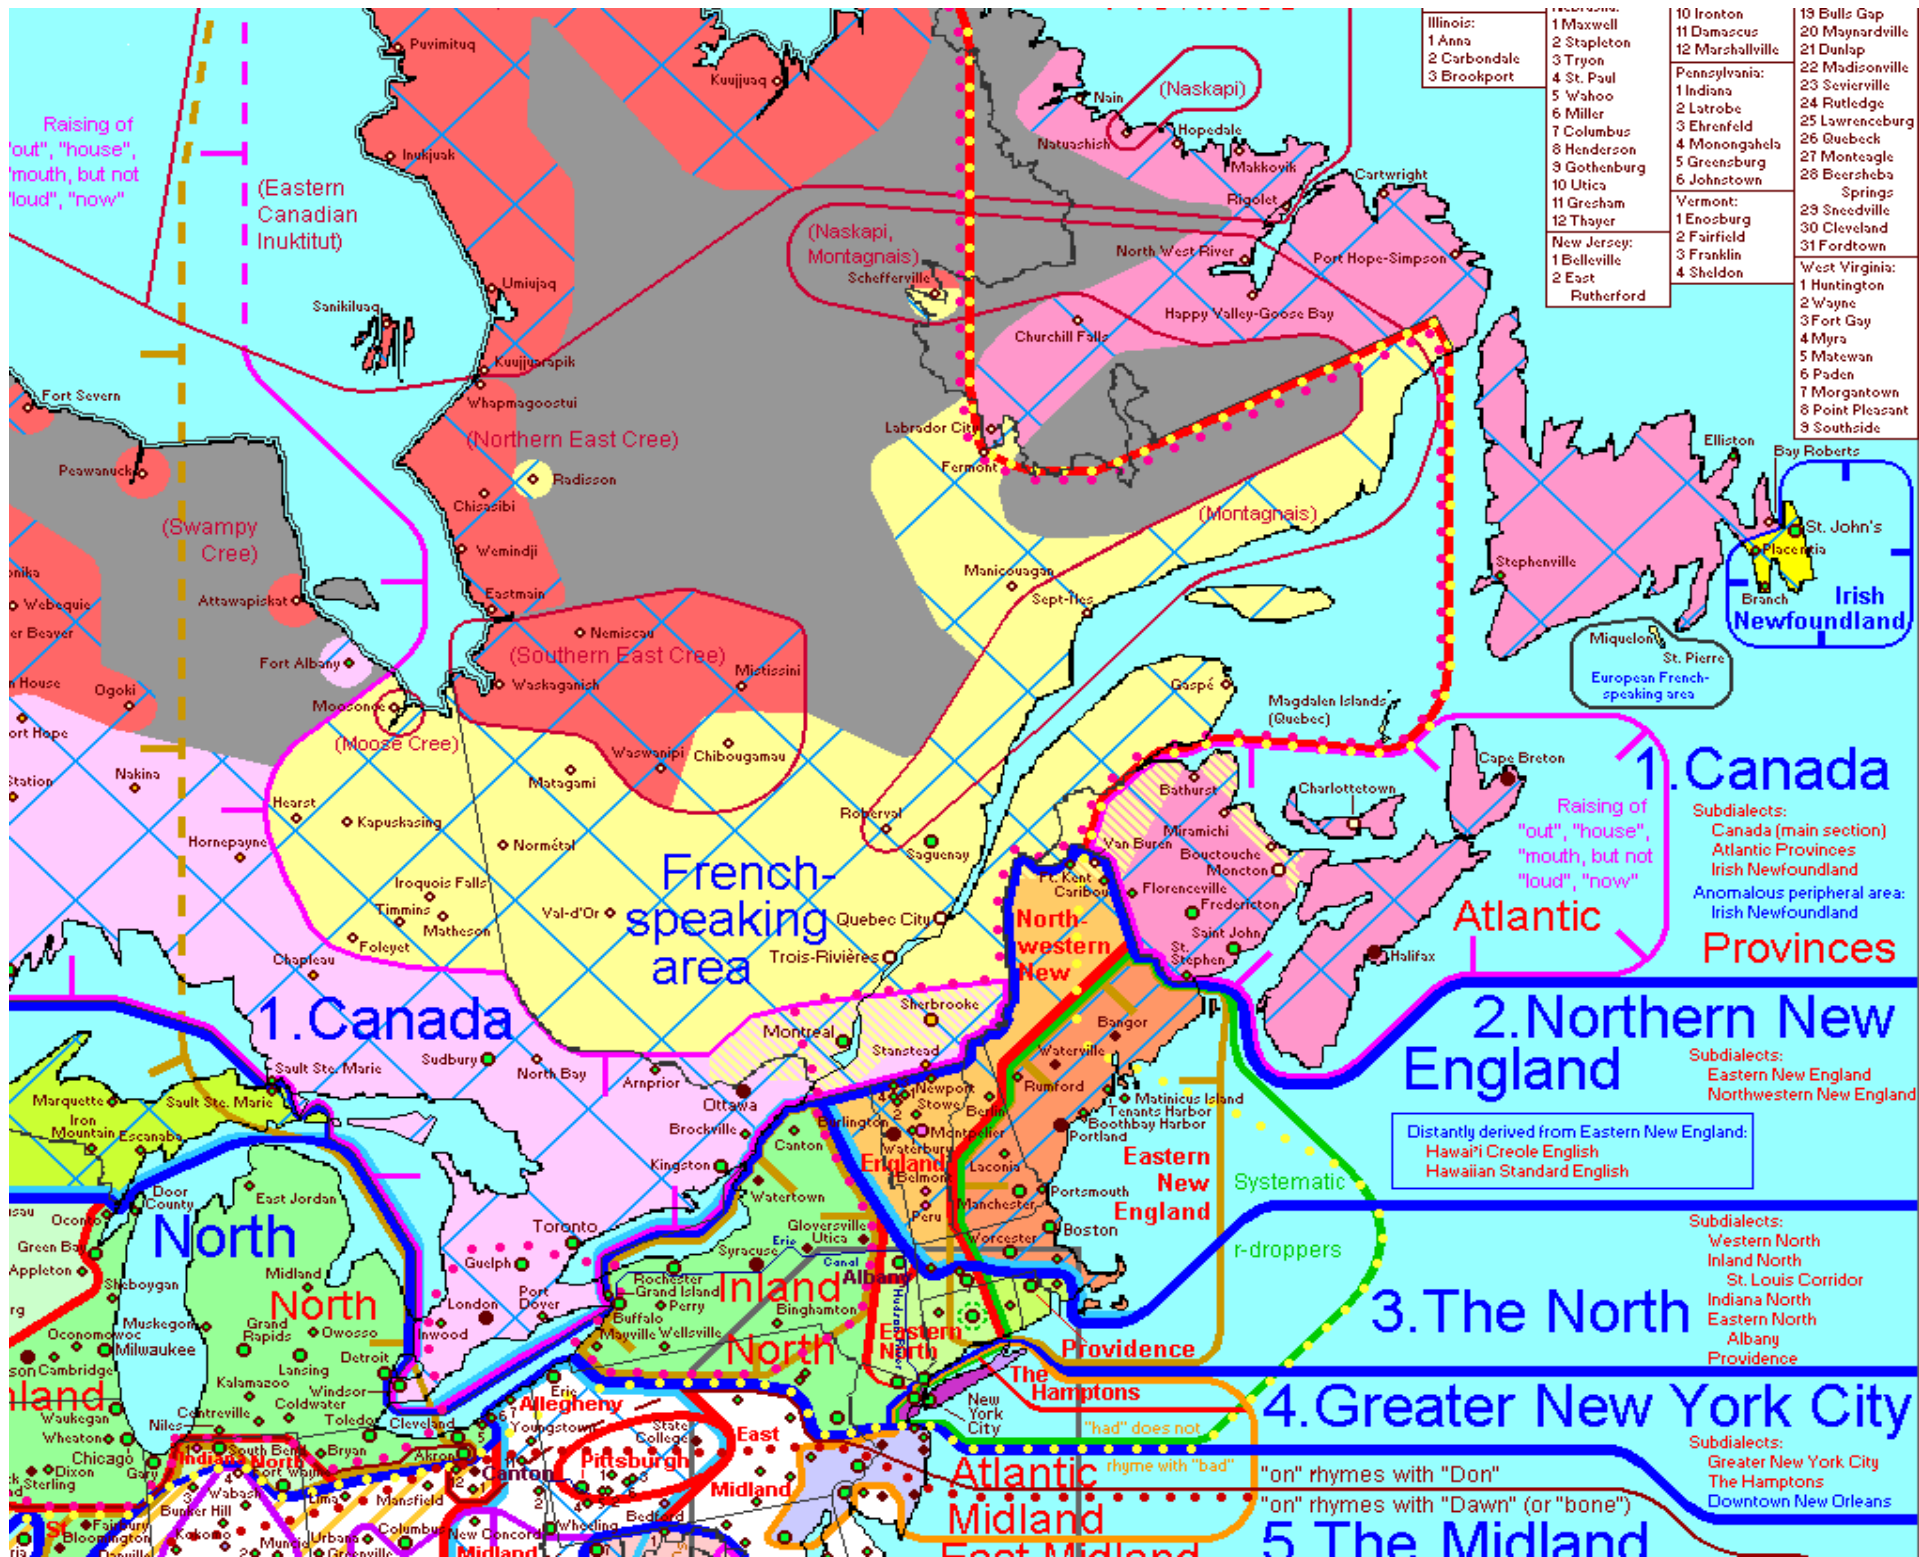 Illinois:
1 Anna
2 Carbondale
3 Brookport
1 Maxwell
2 Stapleton
3 Tryon
4 St. Paul
5 Wahoo
6 Miller
7 Columbus
8 Henderson
9 Gothenburg
10 Utica
11 Gresham
12 Thayer
New Jersey:
1 Belleville
2 East
Rutherford
10 Ironton
11 Damascus
12 Marshallville
Pennsylvania:
1 Indiana
2 Latrobe
3 Ehrenfeld
4 Monongahela
5 Greensburg
6 Johnstown
Vermont:
1 Enosburg
2 Fairfield
3 Franklin
4 Sheldon
19 Bulls Gap
20 Maynardville
21 Dunlap
22 Madisonville
23 Sevierville
24 Rutledge
25 Lawrenceburg
26 Quebeck
27 Monteagle
28 Beersheba
Springs
29 Sneedville
30 Cleveland
31 Fordtown
West Virginia:
1 Huntington
2 Wayne
3 Fort Gay
4 Myra
5 Matewan
6 Paden
7 Morgantown
8 Point Pleasant
9 Southside
Puvirnituq
Kuujjuaq
Inukjuak
Raising of
"out", "house",
"mouth, but not
"loud", "now"
(Eastern
Canadian
Inuktitut)
Nain
(Naskapi)
Hopedale
Natuashish
Makkovik
Cartwright
Rigolet
(Naskapi,
Montagnais)
Schefferville
North West River
Port Hope-Simpson
Happy Valley-Goose Bay
Churchill Falls
Umiujaq
Sanikiluaq
Kuujjuarapik
Whapmagoostui
Fort Severn
Peawanuck
(Northern East Cree)
Radisson
Chisasibi
Labrador City
Fermont
(Montagnais)
(Swampy
Cree)
Wemindji
Eastmain
Manicouagan
Sept-Îles
Webequie
Attawapiskat
Nemiscau
(Southern East Cree)
Mistissini
Waskaganish
Fort Albany
Ogoki
Moosonee
(Moose Cree)
Waswanipi
Chibougamau
Matagami
Elliston
Bay Roberts
St. John's
Placentia
Branch
Irish
Newfoundland
Stephenville
Miquelon
St. Pierre
European French-
speaking area
Gaspé
Magdalen Islands
(Quebec)
Nakina
Hearst
Kapuskasing
Hornepayne
Normétal
Roberval
Saguenay
Iroquois Falls
Timmins
Matheson
Foleyet
Chapleau
Val-d'Or
French-
speaking
area
Quebec City
Trois-Rivières
Bathurst
Miramichi
Van Buren
Bouctouche
Moncton
Ft. Kent
Caribou
Florenceville
Fredericton
Saint John
St.
Stephen
Charlottetown
Cape Breton
Halifax
1.Canada
Raising of
"out", "house",
"mouth, but not
"loud", "now"
Atlantic
Provinces
Subdialects:
Canada (main section)
Atlantic Provinces
Irish Newfoundland
Anomalous peripheral area:
Irish Newfoundland
1.Canada
Sherbrooke
Montreal
Stanstead
Sault Ste. Marie
Sudbury
North Bay
Arnprior
Ottawa
Brockville
Kingston
Canton
Watertown
North-
western
New
England
Bangor
Waterville
Rumford
Newport
Stowe
Berlin
Burlington
Montpelier
Waterbury
Belmont
Laconia
Peru
Manchester
Matinicus Island
Tenants Harbor
Boothbay Harbor
Portland
Portsmouth
Boston
Worcester
Eastern
New
England
2.Northern New
England
Subdialects:
Eastern New England
Northwestern New England
Distantly derived from Eastern New England:
Hawai'i Creole English
Hawaiian Standard English
Systematic
r-droppers
Marquette
Iron
Mountain
Escanaba
Sault Ste. Marie
Door
County
Oconto
Green Bay
Appleton
Sheboygan
Oconomowoc
Milwaukee
Cambridge
Waukegan
Wheaton
Chicago
Dixon
Sterling
Gary
North
East Jordan
Midland
North
Muskegon
Grand
Rapids
Owosso
Lansing
Detroit
Kalamazoo
Windsor
Coldwater
Centreville
Niles
Toledo
South Bend
Bryan
Indiana
North
Fort Wayne
Lima
Mansfield
Wabash
Bunker Hill
Kokomo
Muncie
Urbana
Columbus
Greenville
Fairbury
Bloomington
Danville
Toronto
Guelph
London
Port
Dover
Inwood
Gloversville
Utica
Syracuse
Erie
Canal
Rochester
Grand Island
Perry
Buffalo
Mayville
Wellsville
Binghamton
Inland
North
Albany
Hudson River
Eastern
North
Providence
The
Hamptons
New
York
City
3.The North
Subdialects:
Western North
Inland North
St. Louis Corridor
Indiana North
Eastern North
Albany
Providence
4.Greater New York City
Subdialects:
Greater New York City
The Hamptons
Downtown New Orleans
"had" does not
rhyme with "bad"
"on" rhymes with "Don"
"on" rhymes with "Dawn" (or "bone")
Erie
Allegheny
Cleveland
Akron
Youngstown
Canton
State
College
Pittsburgh
East
Midland
Wheeling
Bedford
New Concord
Midland
Atlantic
Midland
East Midland
5.The Midland